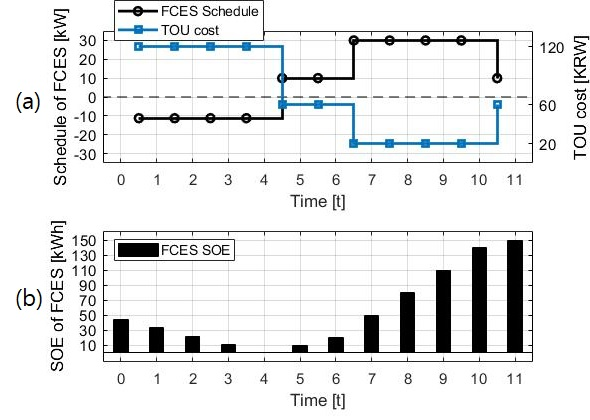 FCES Schedule
TOU cost
(a)
Schedule of FCES [kW]
30
20
10
0
-10
-20
-30
TOU cost [KRW]
120
60
20
0 1 2 3 4 5 6 7 8 9 10 11
Time [t]
(b)
SOE of FCES [kWh]
FCES SOE
150
130
110
90
70
50
30
10
0 1 2 3 4 5 6 7 8 9 10 11
Time [t]